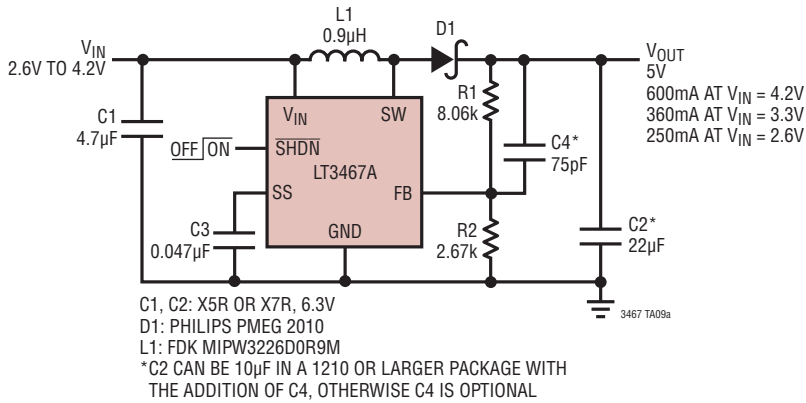 L1
0.9µH
D1
VIN
2.6V TO 4.2V
VOUT
5V
600mA AT VIN = 4.2V
360mA AT VIN = 3.3V
250mA AT VIN = 2.6V
C1
4.7µF
VIN
SW
R1
8.06k
C4*
75pF
OFF ON
SHDN
LT3467A
SS
FB
C3
0.047µF
GND
R2
2.67k
C2*
22µF
3467 TA09a
C1, C2: X5R OR X7R, 6.3V
D1: PHILIPS PMEG 2010
L1: FDK MIPW3226D0R9M
*C2 CAN BE 10µF IN A 1210 OR LARGER PACKAGE WITH
THE ADDITION OF C4, OTHERWISE C4 IS OPTIONAL